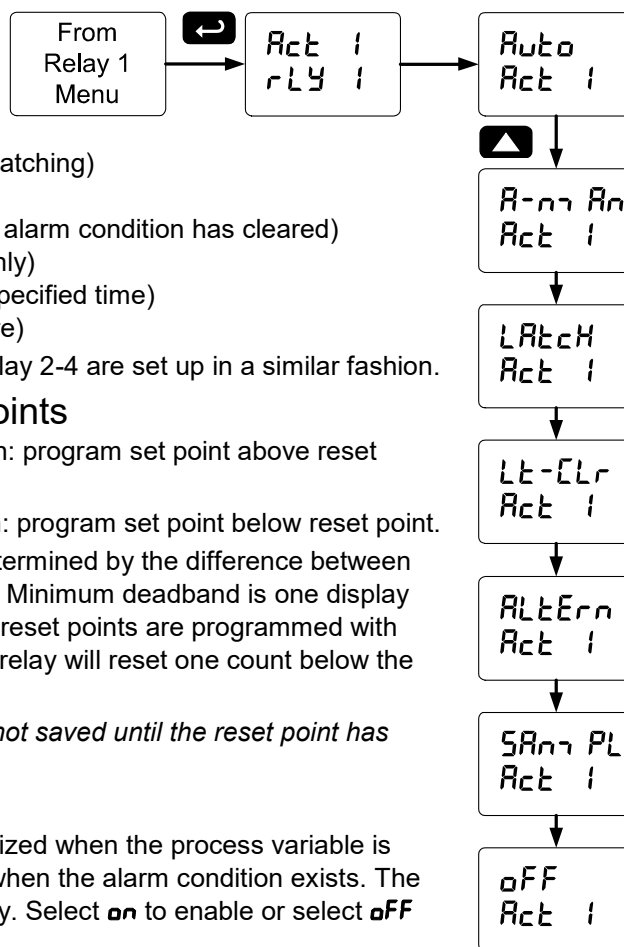 From
Relay 1
Menu
Act 1
rLY 1
Auto
Act 1
A-mAn
Act 1
LAtcH
Act 1
Lt-CLr
Act 1
ALtErn
Act 1
SAmPL
Act 1
oFF
Act 1
atching)
alarm condition has cleared)
nly)
pecified time)
e)
lay 2-4 are set up in a similar fashion.
oints
n: program set point above reset
n: program set point below reset point.
termined by the difference between
Minimum deadband is one display
reset points are programmed with
relay will reset one count below the
not saved until the reset point has
ized when the process variable is
when the alarm condition exists. The
y. Select on to enable or select oFF